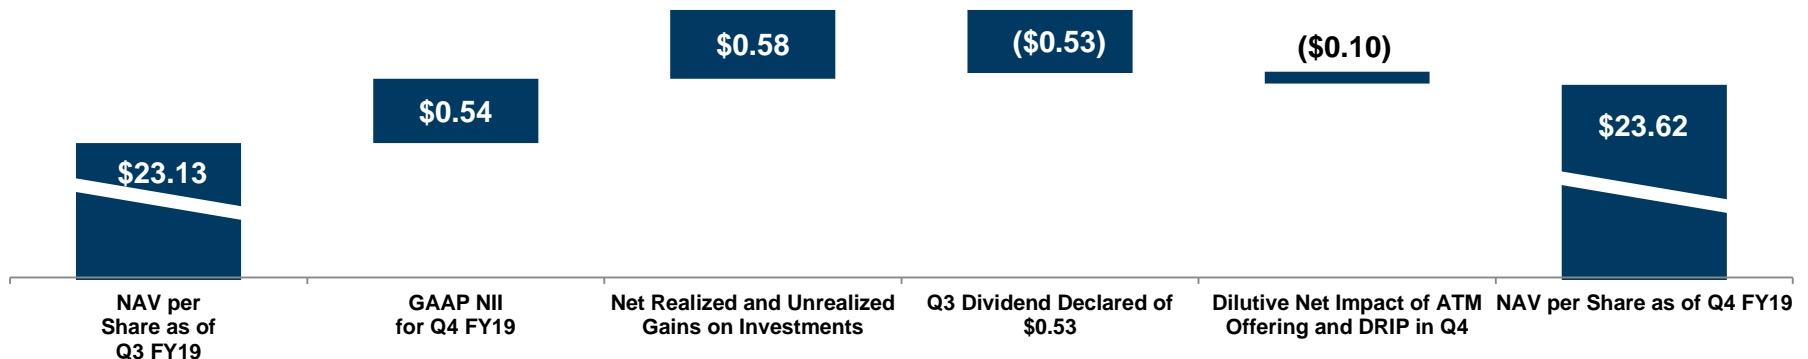 $23.13
$0.54
$0.58
($0.53)
($0.10)
$23.62
NAV per
Share as of
Q3 FY19
GAAP NII
for Q4 FY19
Net Realized and Unrealized
Gains on Investments
Q3 Dividend Declared of
$0.53
Dilutive Net Impact of ATM
Offering and DRIP in Q4
NAV per Share as of Q4 FY19